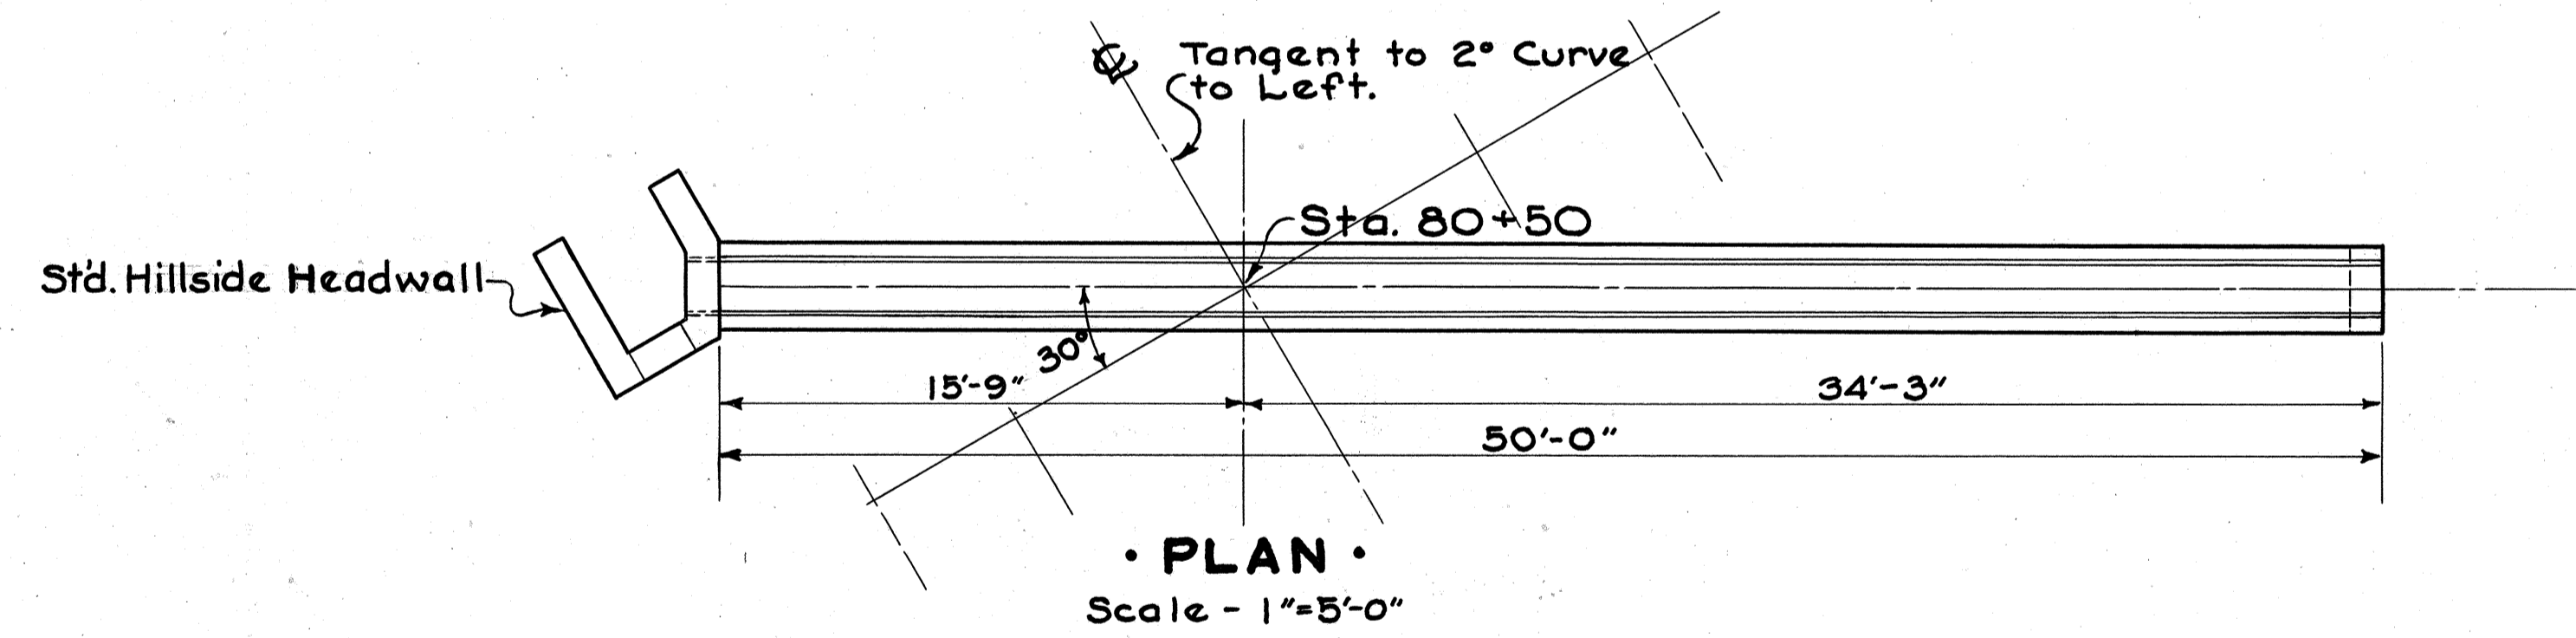 ℄ Tangent to 2° Curve
to Left.
Sta. 80+50
St'd. Hillside Headwall
30°
15'-9"
34'-3"
50'-0"
• PLAN •
Scale - 1"=5'-0"